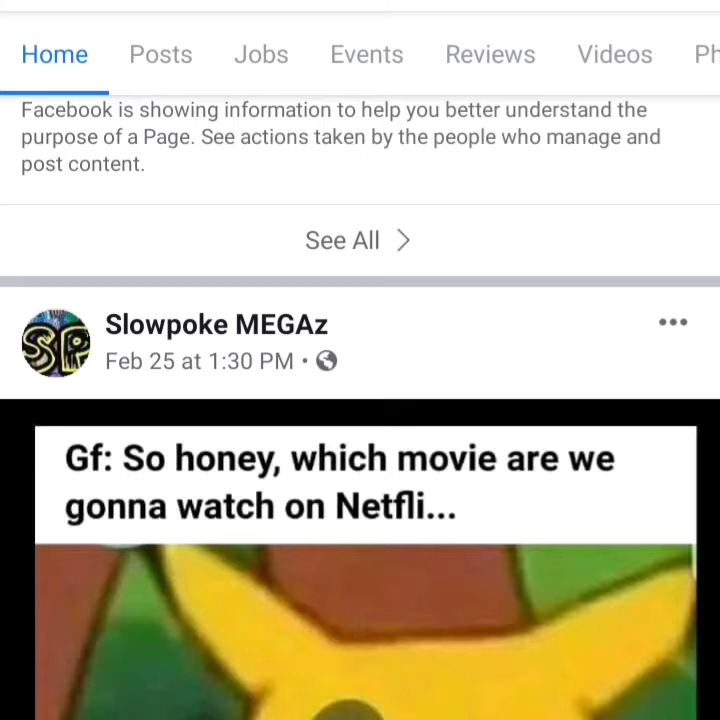 Home Posts Jobs Events Reviews Videos Ph
Facebook is showing information to help you better understand the
purpose of a Page. See actions taken by the people who manage and
post content.
See All
SP
Slowpoke MEGAz
Feb 25 at 1:30 PM •
Gf: So honey, which movie are we
gonna watch on Netfli...